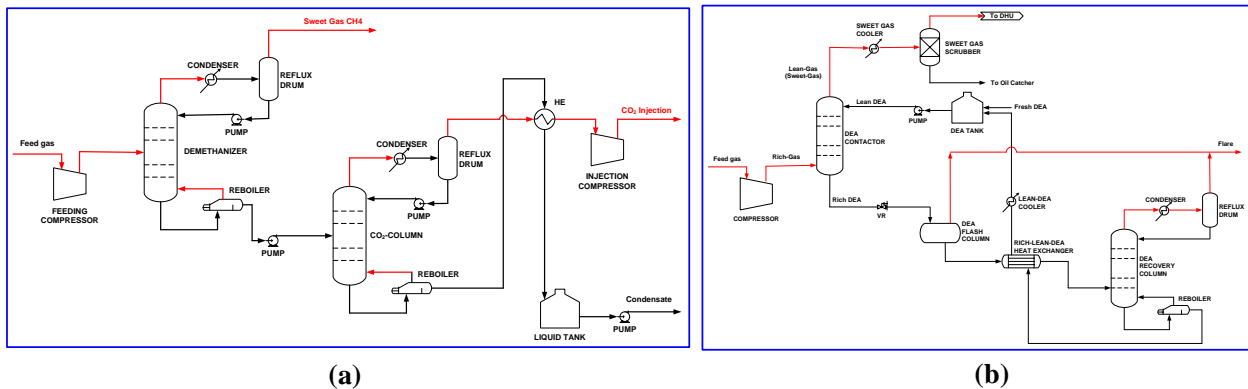 Sweet Gas CH4
CONDENSER
REFLUX
DRUM
PUMP
Feed gas
DEMETHANIZER
FEEDING
COMPRESSOR
REBOILER
PUMP
CONDENSER
REFLUX
DRUM
PUMP
CO₂-COLUMN
REBOILER
HE
CO₂ Injection
INJECTION
COMPRESSOR
LIQUID TANK
PUMP
Condensate
(a)
To DHU
SWEET GAS
COOLER
SWEET GAS
SCRUBBER
Lean-Gas
(Sweet-Gas)
To Oil Catcher
Lean DEA
PUMP
Fresh DEA
DEA TANK
DEA
CONTACTOR
Feed gas
Rich-Gas
COMPRESSOR
Flare
Rich DEA
VR
DEA
FLASH
COLUMN
LEAN-DEA
COOLER
RICH-LEAN-DEA
HEAT EXCHANGER
CONDENSER
REFLUX
DRUM
DEA
RECOVERY
COLUMN
REBOILER
(b)